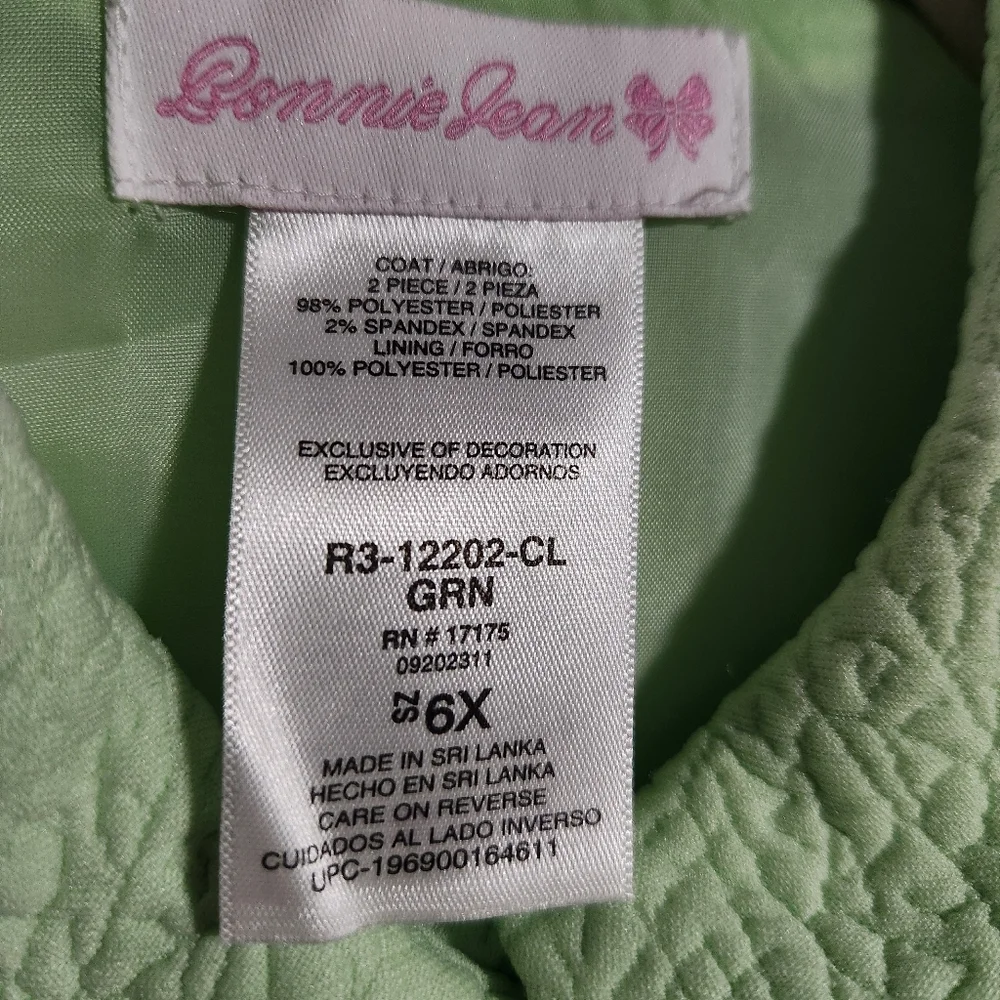 Bonnie Jean
COAT / ABRIGO:
2 PIECE / 2 PIEZA
98% POLYESTER / POLIESTER
2% SPANDEX / SPANDEX
LINING / FORRO
100% POLYESTER / POLIESTER
EXCLUSIVE OF DECORATION
EXCLUYENDO ADORNOS
R3-12202-CL
GRN
RN # 17175
09202311
SZ 6X
MADE IN SRI LANKA
HECHO EN SRI LANKA
CARE ON REVERSE
CUIDADOS AL LADO INVERSO
UPC-196900164611